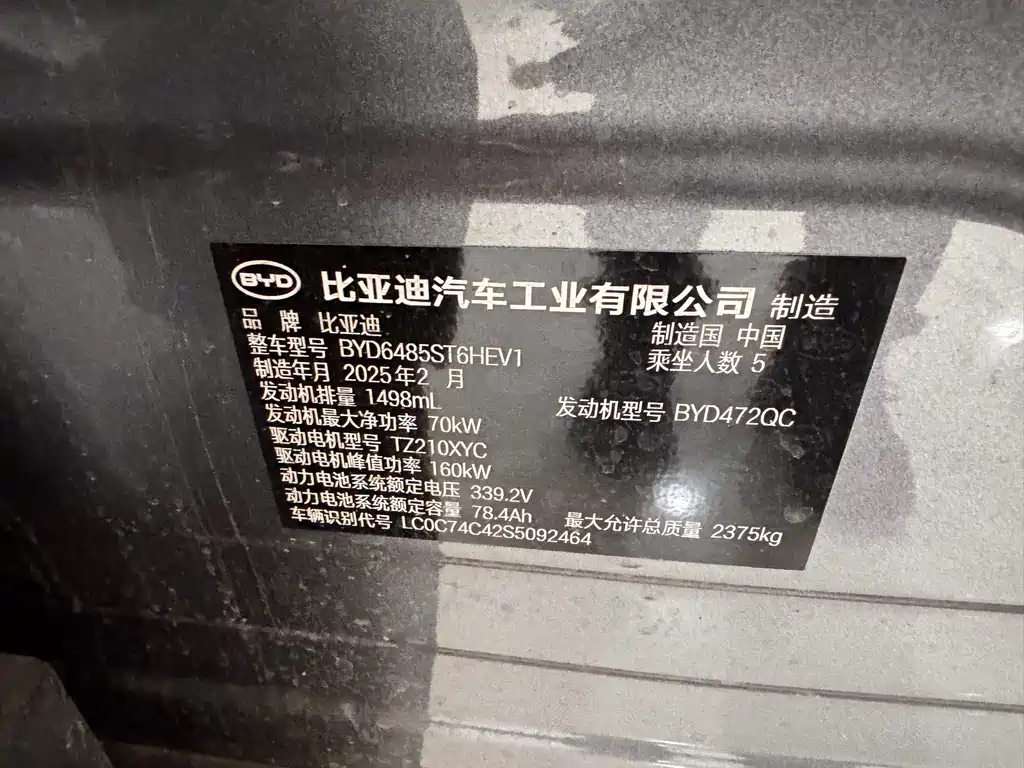 BYD 比亚迪汽车工业有限公司 制造
品 牌 比亚迪
制造国 中国
整车型号 BYD6485ST6HEV1
乘坐人数 5
制造年月 2025年2 月
发动机排量 1498mL
发动机型号 BYD472QC
发动机最大净功率 70kW
驱动电机型号 TZ210XYC
驱动电机峰值功率 160kW
动力电池系统额定电压 339.2V
动力电池系统额定容量 78.4Ah
最大允许总质量 2375kg
车辆识别代号 LC0C74C42S5092464